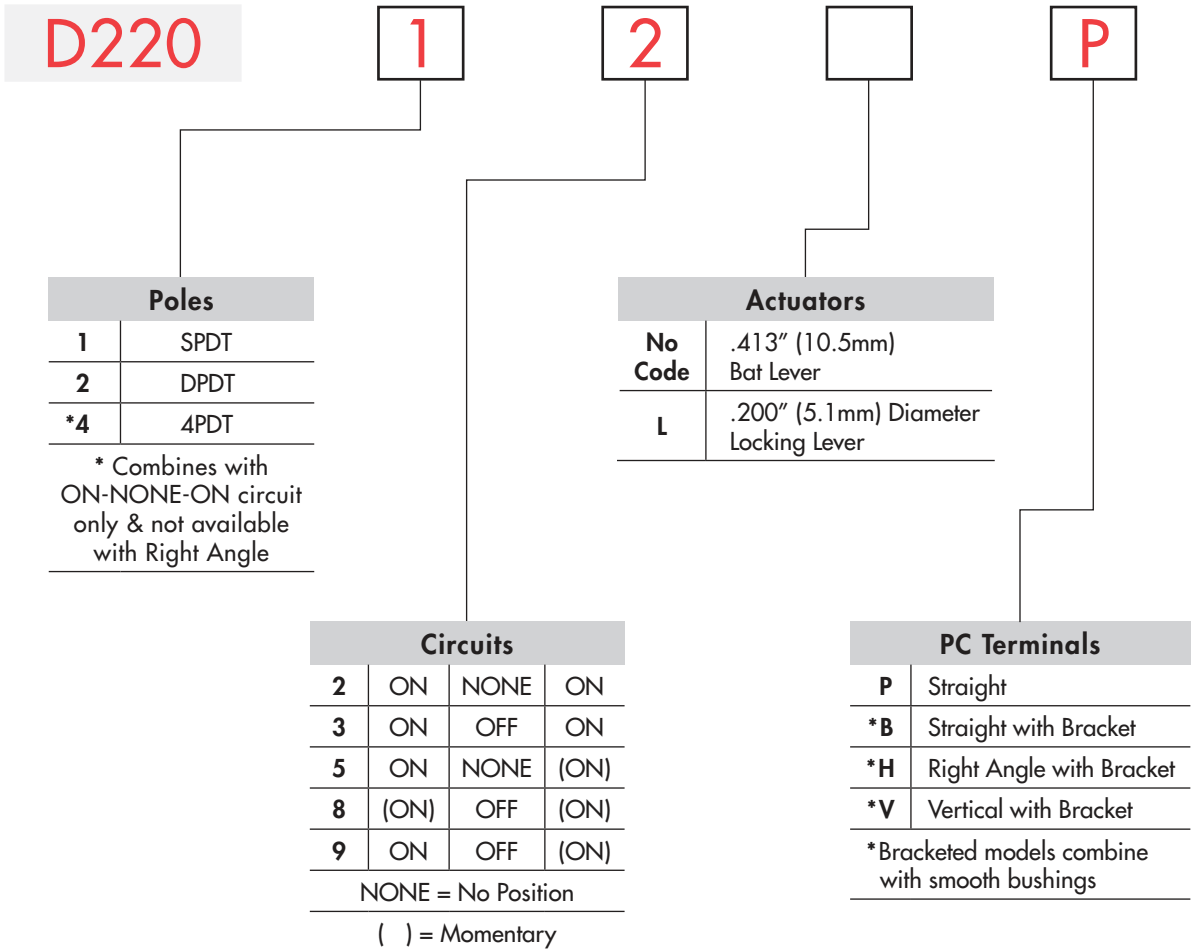 D220 1 2 P
Poles
1 SPDT
2 DPDT
*4 4PDT
* Combines with
ON-NONE-ON circuit
only & not available
with Right Angle
Actuators
No
Code
.413” (10.5mm)
Bat Lever
L
.200” (5.1mm) Diameter
Locking Lever
Circuits
2 ON NONE ON
3 ON OFF ON
5 ON NONE (ON)
8 (ON) OFF (ON)
9 ON OFF (ON)
NONE = No Position
( ) = Momentary
PC Terminals
P Straight
*B Straight with Bracket
*H Right Angle with Bracket
*V Vertical with Bracket
*Bracketed models combine
with smooth bushings